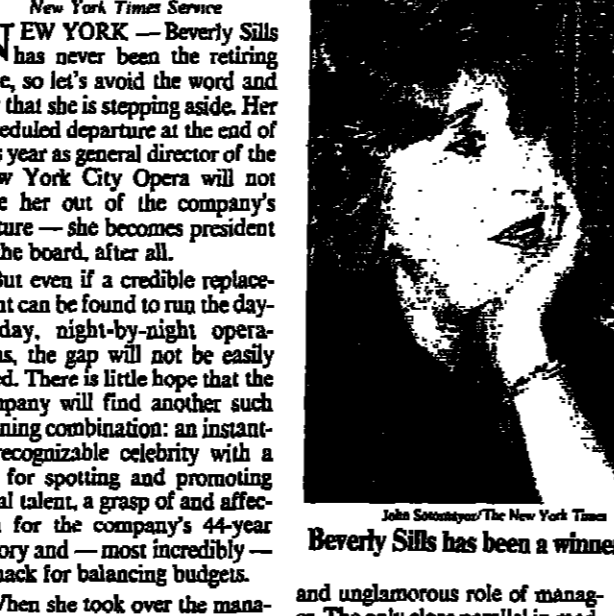 New York Times Service
NEW YORK — Beverly Sills
has never been the retiring
e, so let's avoid the word and
that she is stepping aside. Her
eduled departure at the end of
s year as general director of the
w York City Opera will not
e her out of the company's
ture — she becomes president
he board, after all.
But even if a credible replace-
nt can be found to run the day-
day, night-by-night opera-
ns, the gap will not be easily
ed. There is little hope that the
mpany will find another such
ning combination: an instant-
recognizable celebrity with a
for spotting and promoting
al talent, a grasp of and affec-
n for the company's 44-year
ory and — most incredibly —
nack for balancing budgets.
When she took over the mana-
John Sotomayor/The New York Times
Beverly Sills has been a winne
and unglamorous role of manag-
er. The only close parallel in mod-